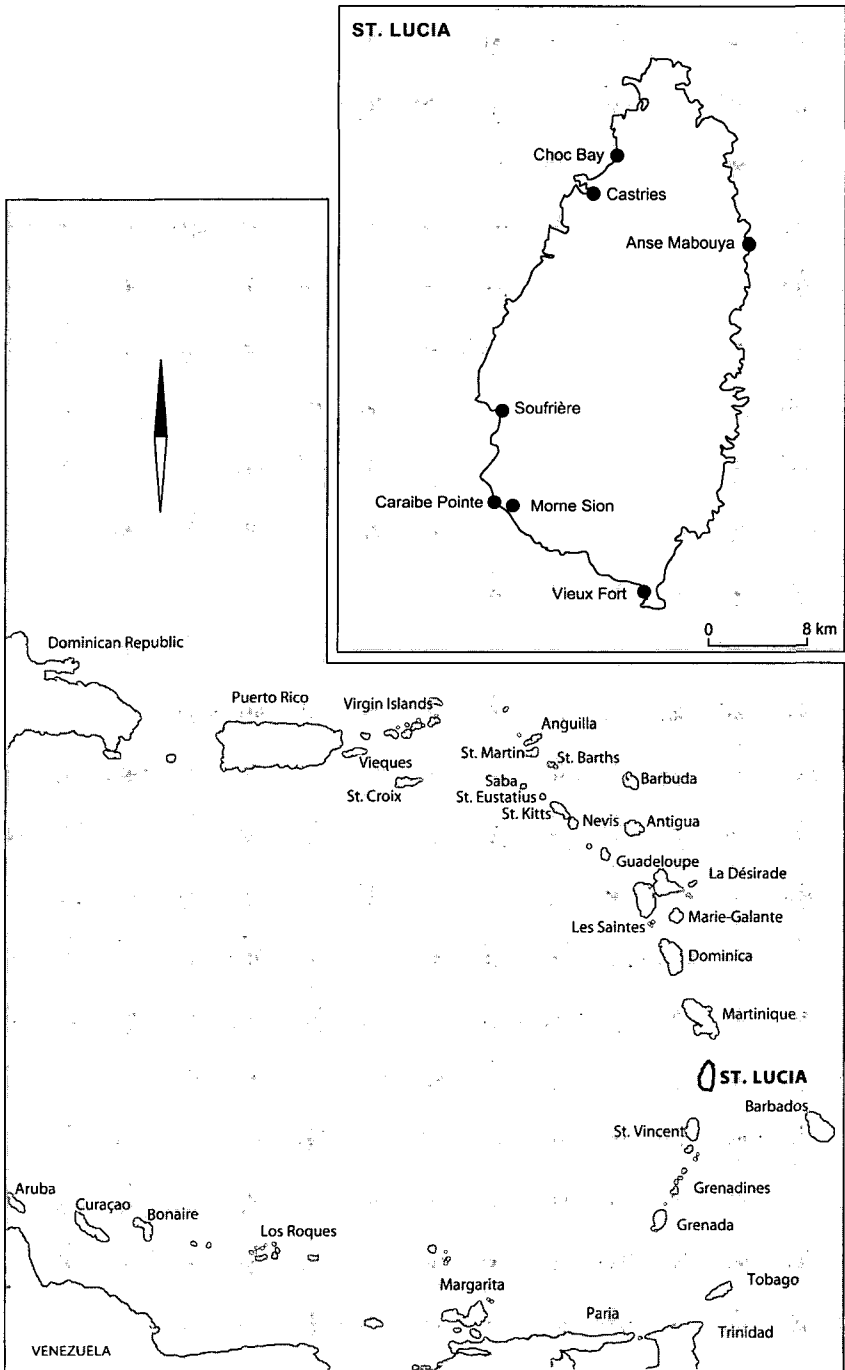 ST. LUCIA
Choc Bay
Castries
Anse Mabouya
Soufrière
Caraibe Pointe
Morne Sion
Vieux Fort
0 8 km
Dominican Republic
Puerto Rico
Virgin Islands
Anguilla
St. Martin
St. Barths
Vieques
Saba
Barbuda
St. Croix
St. Eustatius
St. Kitts
Nevis
Antigua
Guadeloupe
La Désirade
Marie-Galante
Les Saintes
Dominica
Martinique
ST. LUCIA
Barbados
St. Vincent
Aruba
Grenadines
Curaçao
Bonaire
Grenada
Los Roques
Tobago
Margarita
Paria
Trinidad
VENEZUELA